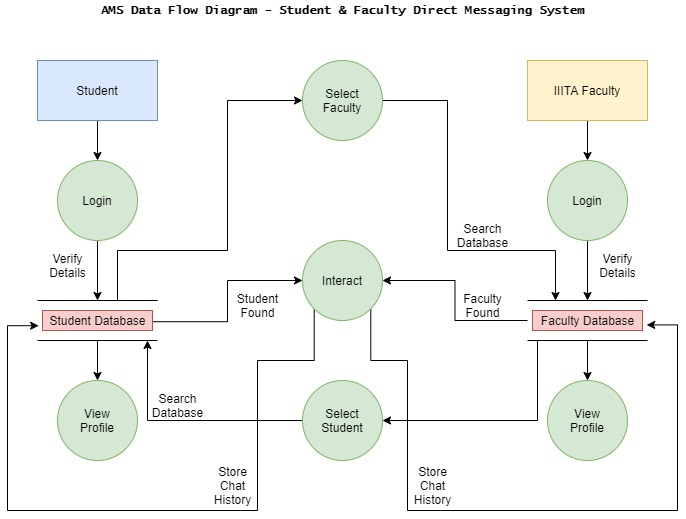 AMS Data Flow Diagram - Student & Faculty Direct Messaging System
Student
Select
Faculty
IIITA Faculty
Login
Login
Search
Database
Verify
Details
Interact
Verify
Details
Student
Found
Faculty
Found
Student Database
Faculty Database
Search
Database
View
Profile
Select
Student
View
Profile
Store
Chat
History
Store
Chat
History